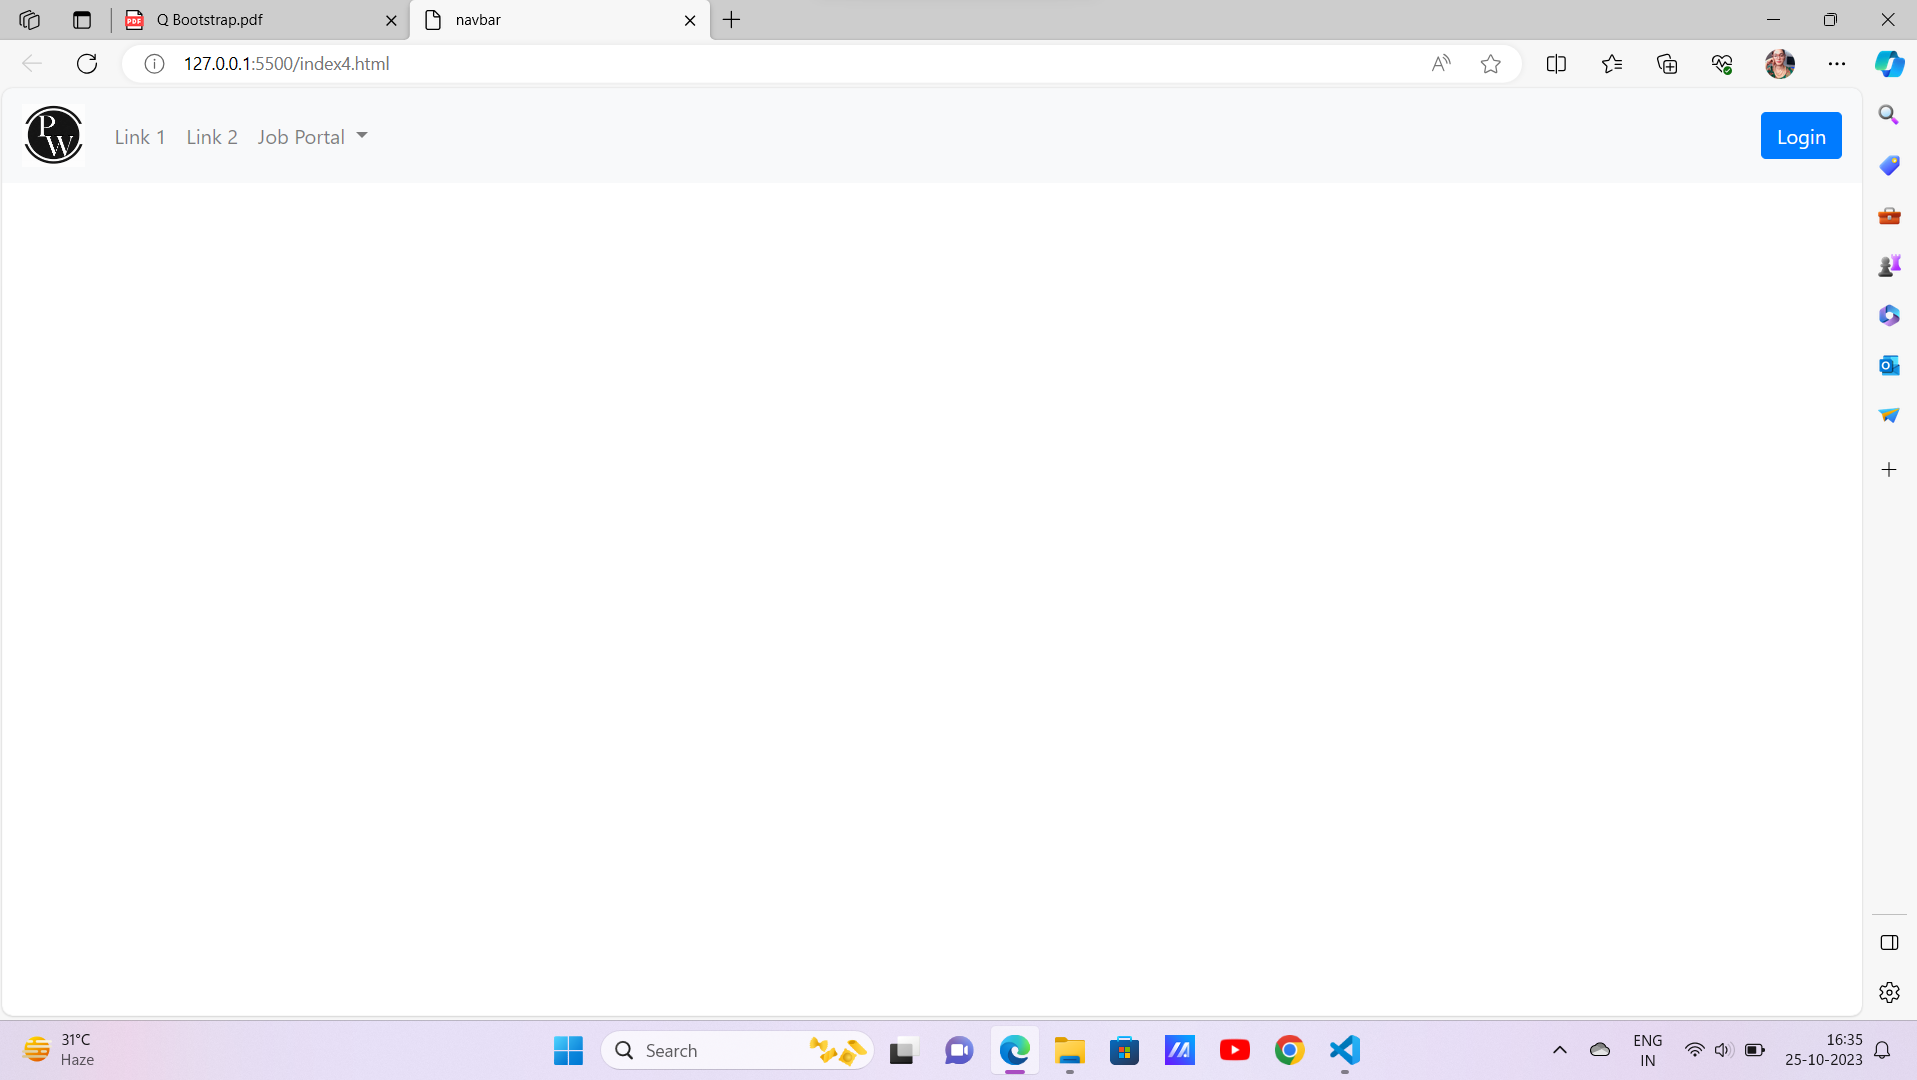 Q Bootstrap.pdf
navbar
127.0.0.1:5500/index4.html
PW
Link 1
Link 2
Job Portal
Login
31°C
Haze
Search
ENG
IN
16:35
25-10-2023